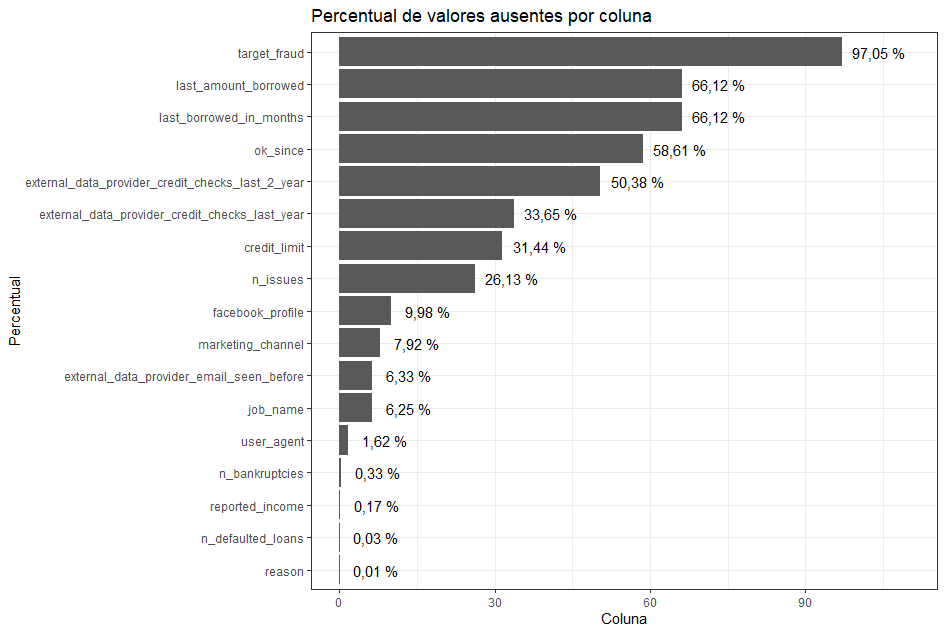 Percentual de valores ausentes por coluna
target_fraud 97,05 %
last_amount_borrowed 66,12 %
last_borrowed_in_months 66,12 %
ok_since 58,61 %
external_data_provider_credit_checks_last_2_year 50,38 %
external_data_provider_credit_checks_last_year 33,65 %
credit_limit 31,44 %
n_issues 26,13 %
facebook_profile 9,98 %
marketing_channel 7,92 %
external_data_provider_email_seen_before 6,33 %
job_name 6,25 %
user_agent 1,62 %
n_bankruptcies 0,33 %
reported_income 0,17 %
n_defaulted_loans 0,03 %
reason 0,01 %
Percentual
0 30 60 90
Coluna